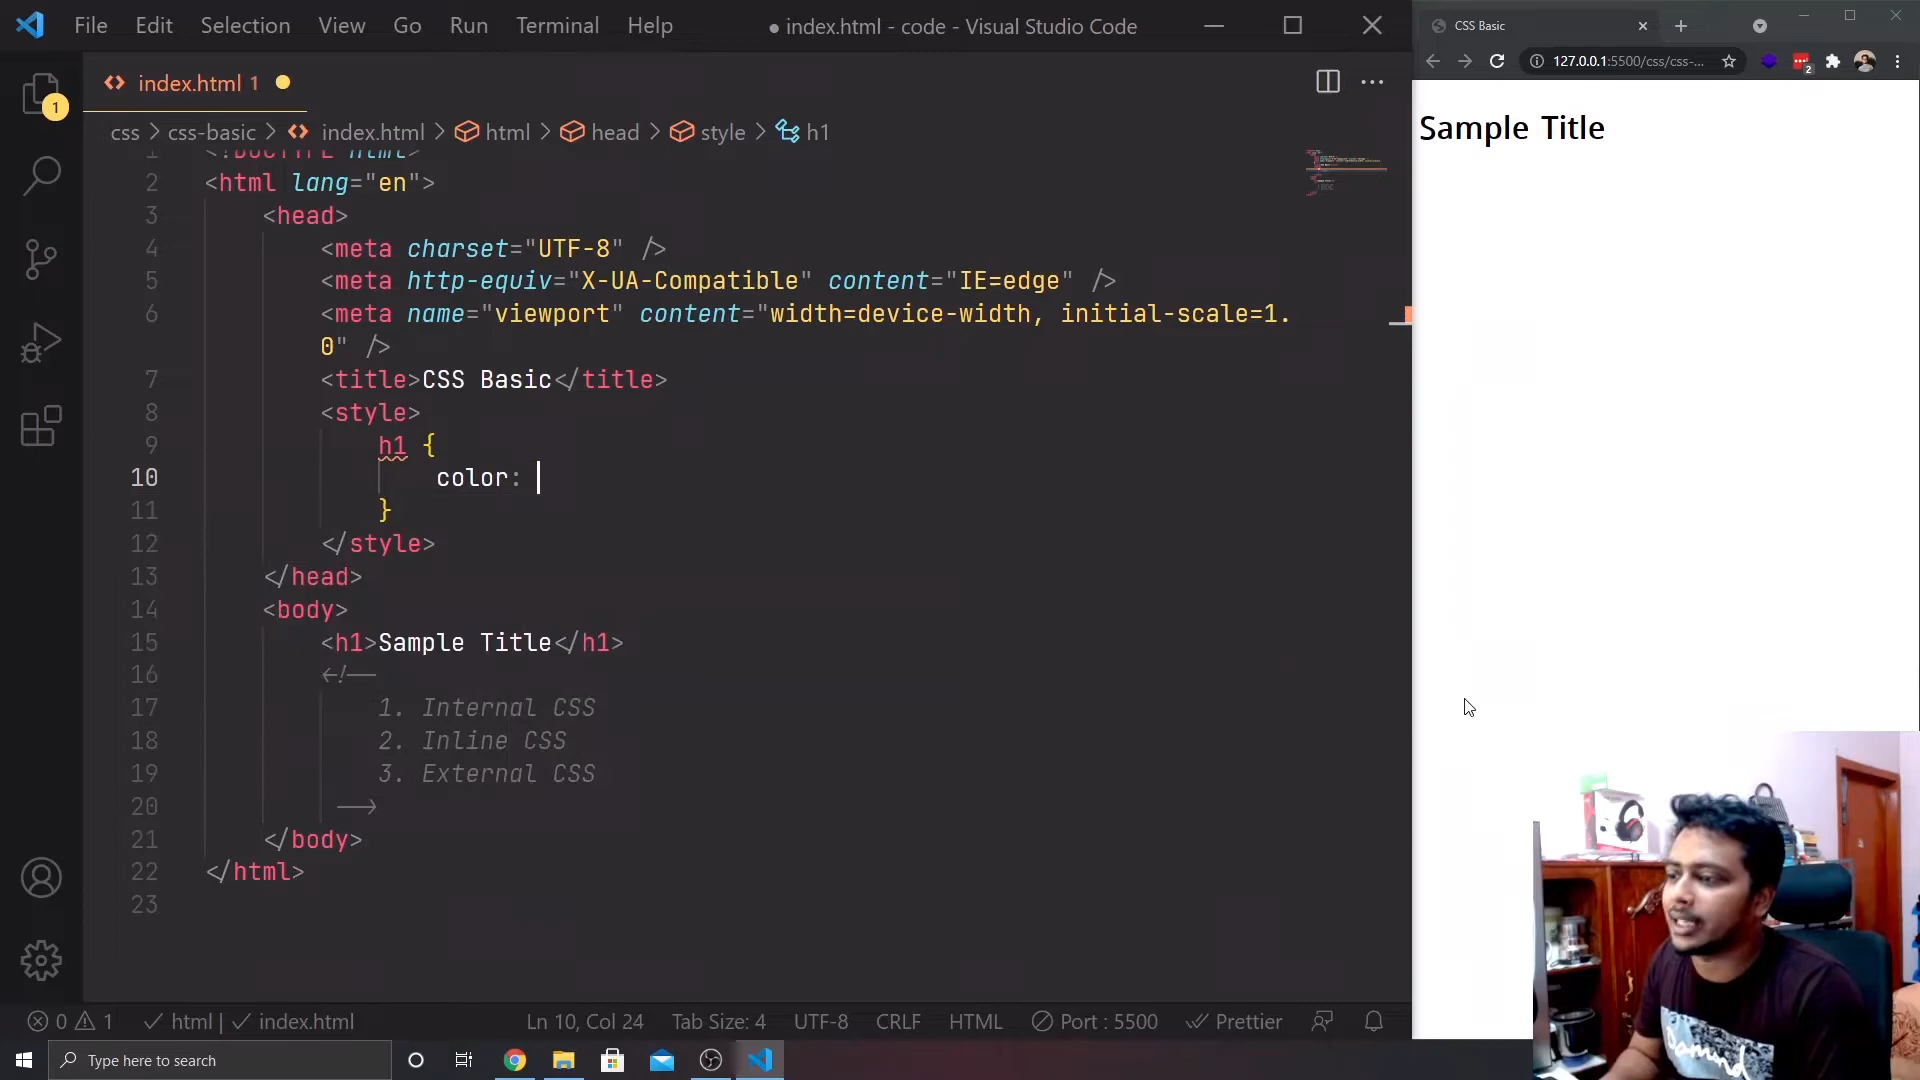 File Edit Selection View Go Run Terminal Help ● index.html - code - Visual Studio Code
CSS Basic
127.0.0.1:5500/css/css-...
2
index.html 1
1
css > css-basic > index.html > html > head > style > h1
Sample Title
1 <!DOCTYPE html>
2 <html lang="en">
3 <head>
4 <meta charset="UTF-8" />
5 <meta http-equiv="X-UA-Compatible" content="IE=edge" />
6 <meta name="viewport" content="width=device-width, initial-scale=1.
0" />
7 <title>CSS Basic</title>
8 <style>
9 h1 {
10 color:
11 }
12 </style>
13 </head>
14 <body>
15 <h1>Sample Title</h1>
16 <!--
17 1. Internal CSS
18 2. Inline CSS
19 3. External CSS
20 -->
21 </body>
22 </html>
23
0 1 html | index.html Ln 10, Col 24 Tab Size: 4 UTF-8 CRLF HTML Port : 5500 Prettier
Type here to search